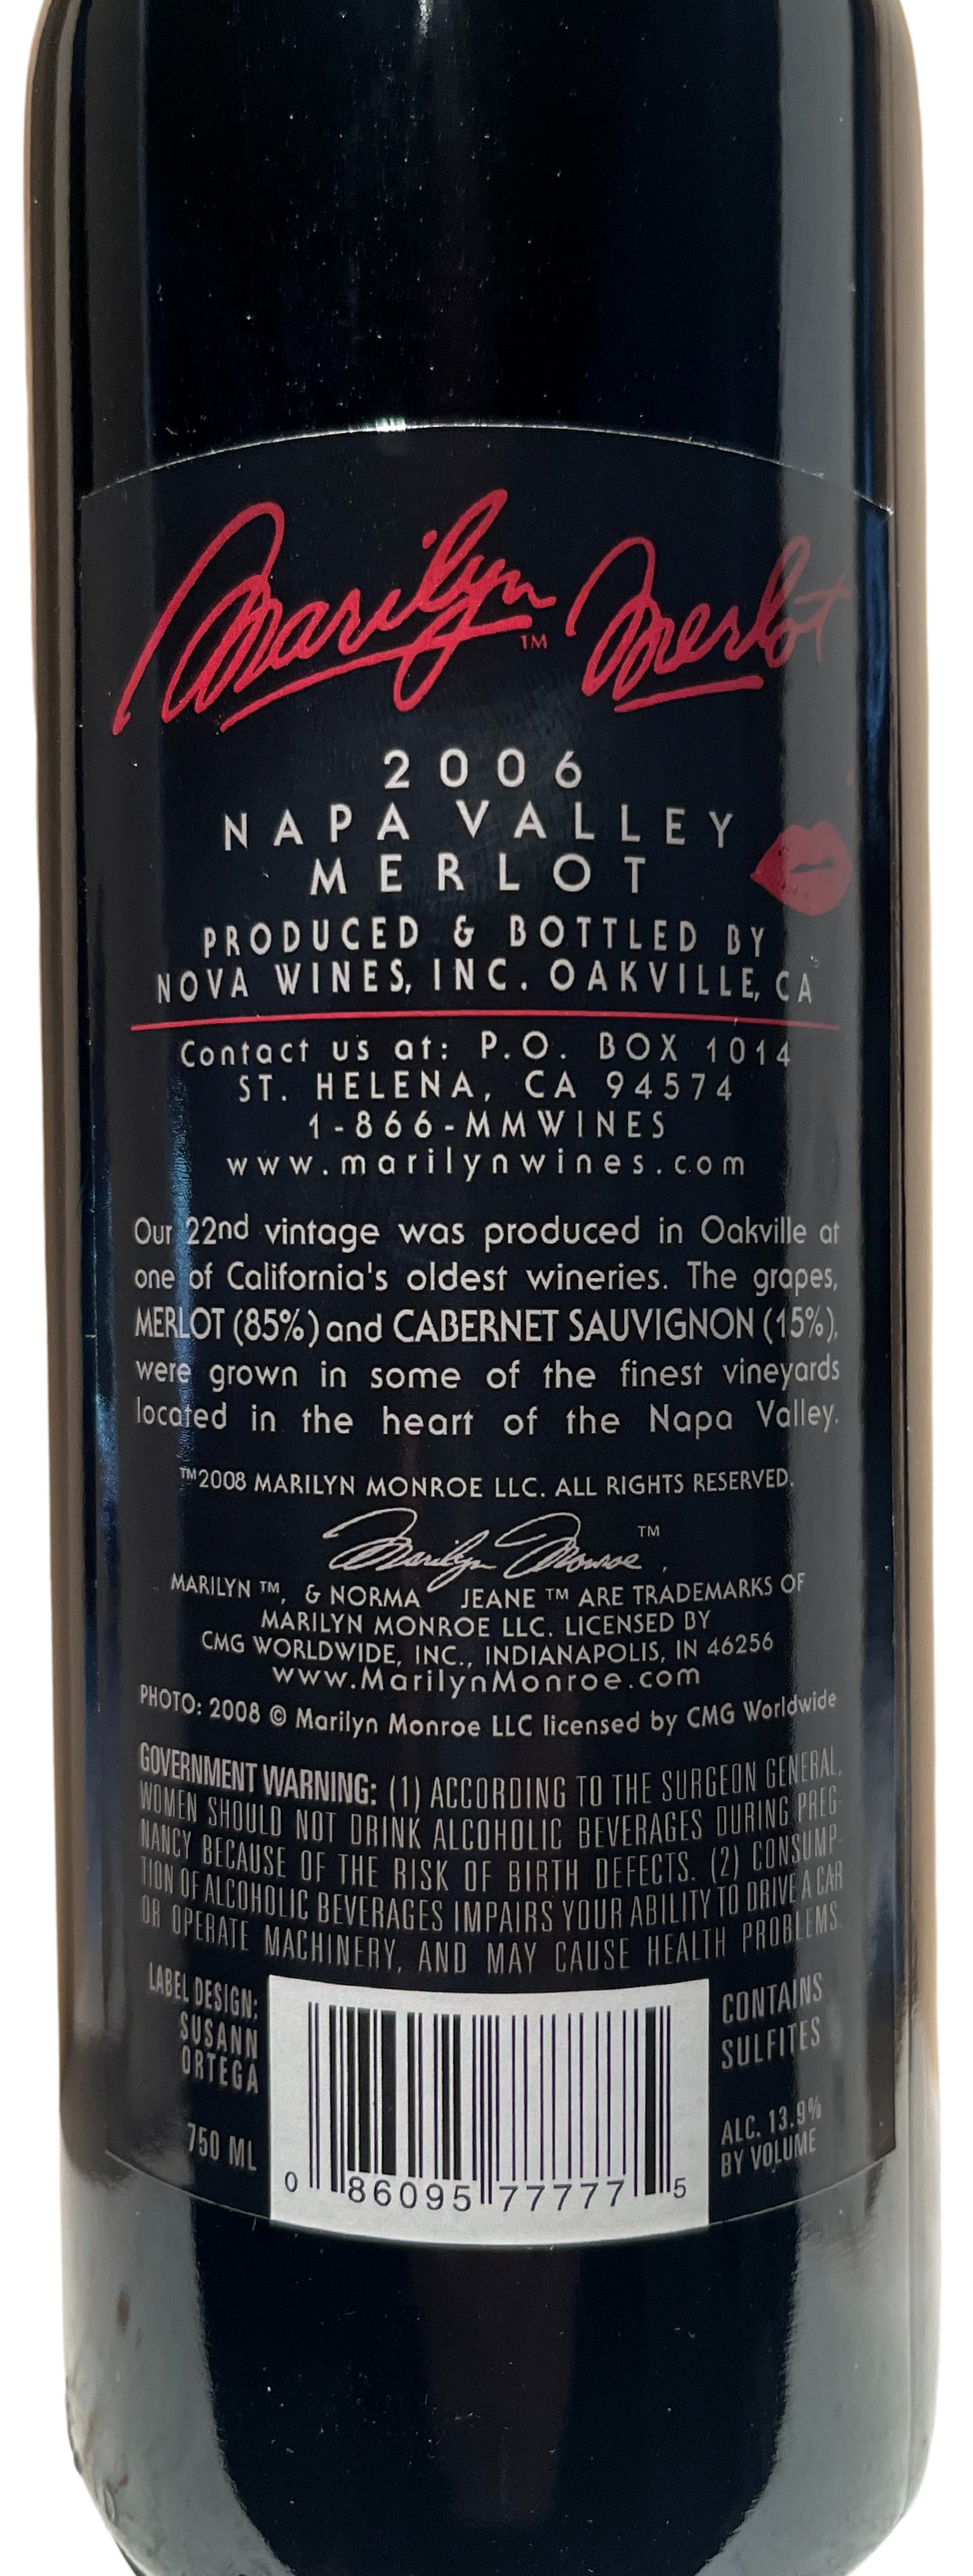 Marilyn™ Merlot
2006
NAPA VALLEY
MERLOT
PRODUCED & BOTTLED BY
NOVA WINES, INC. OAKVILLE, CA
Contact us at: P.O. BOX 1014
ST. HELENA, CA 94574
1-866-MMWINES
www.marilynwines.com
Our 22nd vintage was produced in Oakville at
one of California's oldest wineries. The grapes,
MERLOT (85%) and CABERNET SAUVIGNON (15%),
were grown in some of the finest vineyards
located in the heart of the Napa Valley.
™2008 MARILYN MONROE LLC. ALL RIGHTS RESERVED.
Marilyn Monroe™,
MARILYN ™, & NORMA JEANE ™ ARE TRADEMARKS OF
MARILYN MONROE LLC. LICENSED BY
CMG WORLDWIDE, INC., INDIANAPOLIS, IN 46256
www.MarilynMonroe.com
PHOTO: 2008 © Marilyn Monroe LLC licensed by CMG Worldwide
GOVERNMENT WARNING: (1) ACCORDING TO THE SURGEON GENERAL,
WOMEN SHOULD NOT DRINK ALCOHOLIC BEVERAGES DURING PREG-
NANCY BECAUSE OF THE RISK OF BIRTH DEFECTS. (2) CONSUMP-
TION OF ALCOHOLIC BEVERAGES IMPAIRS YOUR ABILITY TO DRIVE A CAR
OR OPERATE MACHINERY, AND MAY CAUSE HEALTH PROBLEMS.
LABEL DESIGN:
SUSANN
ORTEGA
750 ML
0 86095 77777 5
CONTAINS
SULFITES
ALC. 13.9%
BY VOLUME